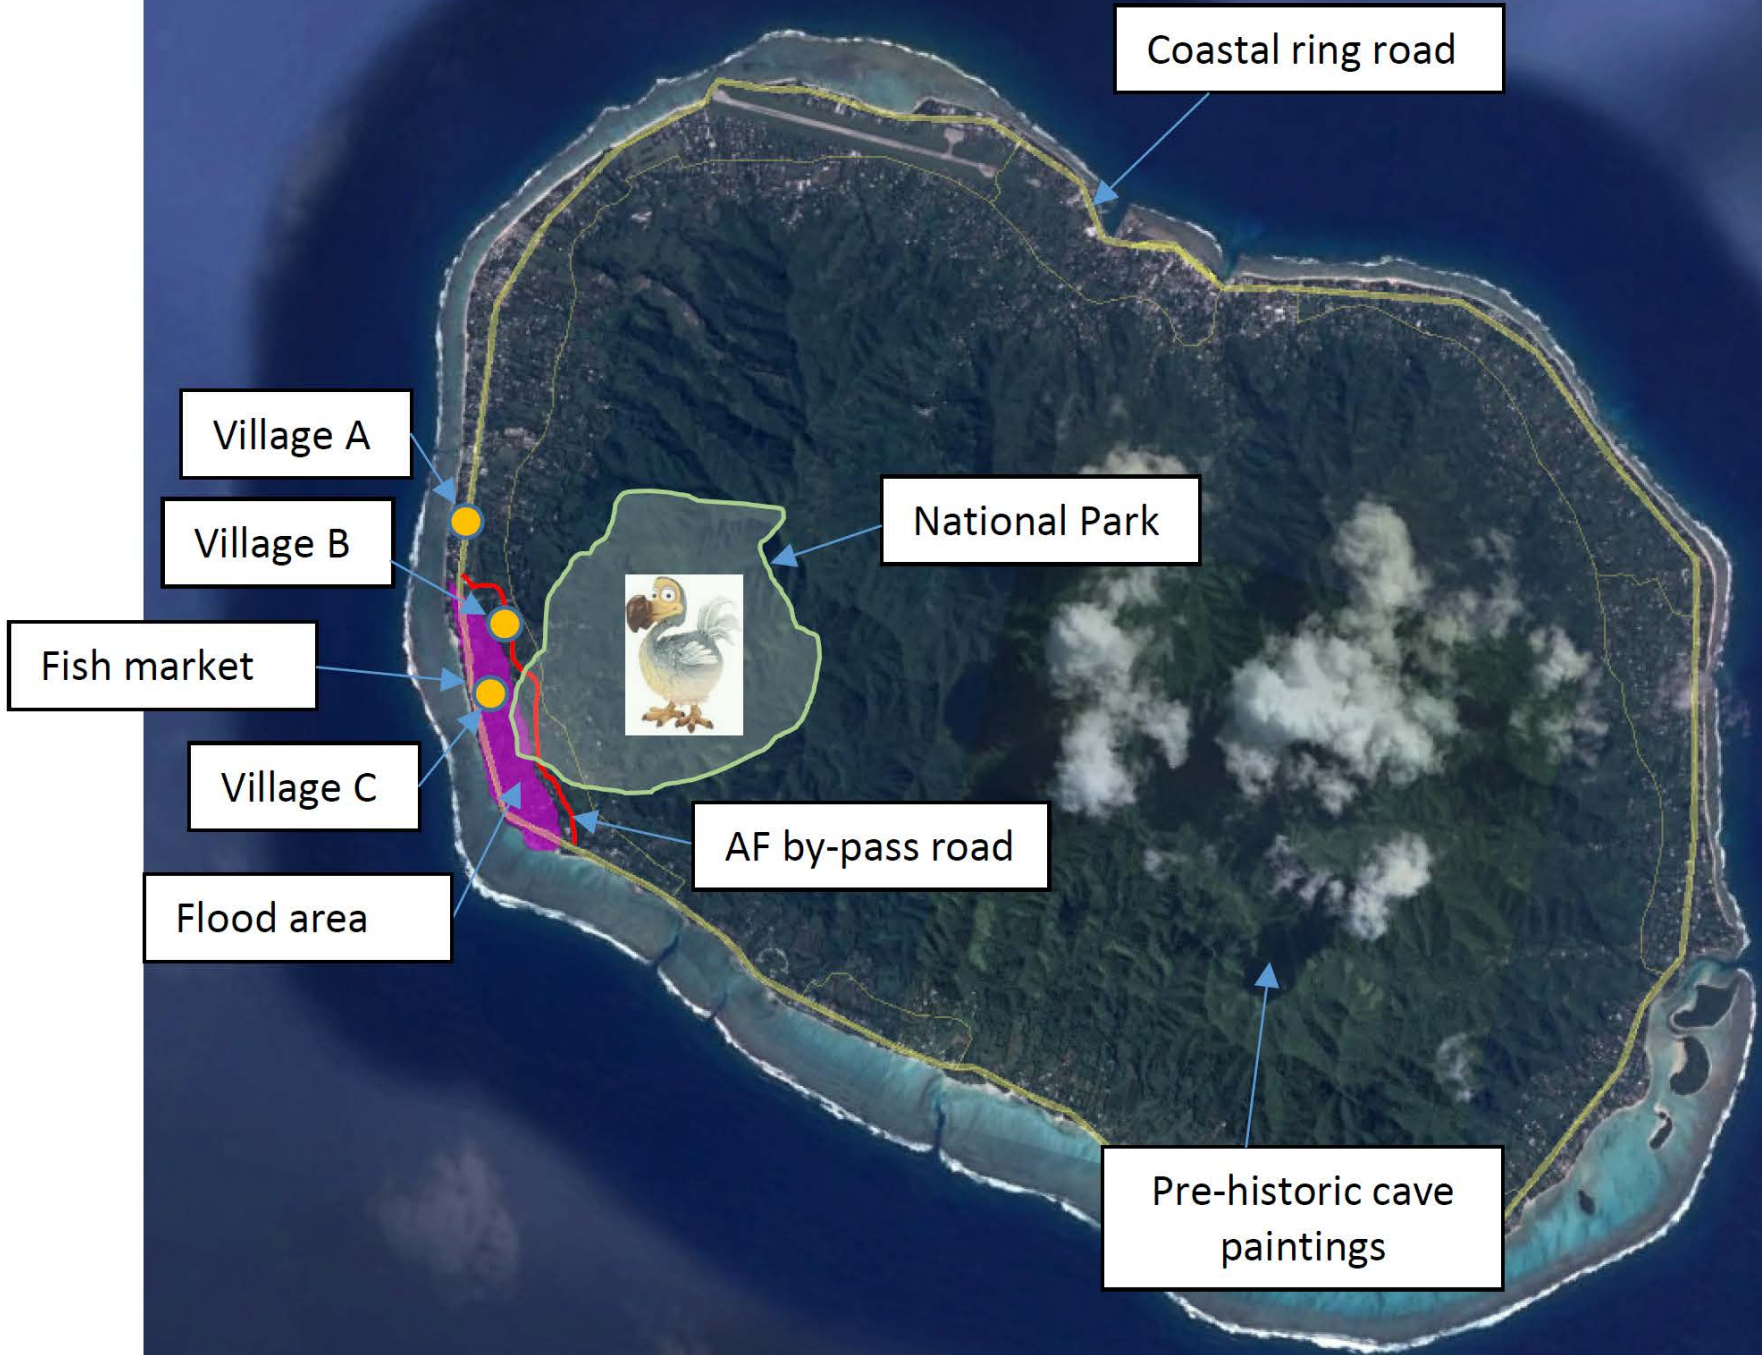 Coastal ring road
Village A
National Park
Village B
Fish market
Village C
AF by-pass road
Flood area
Pre-historic cave
paintings